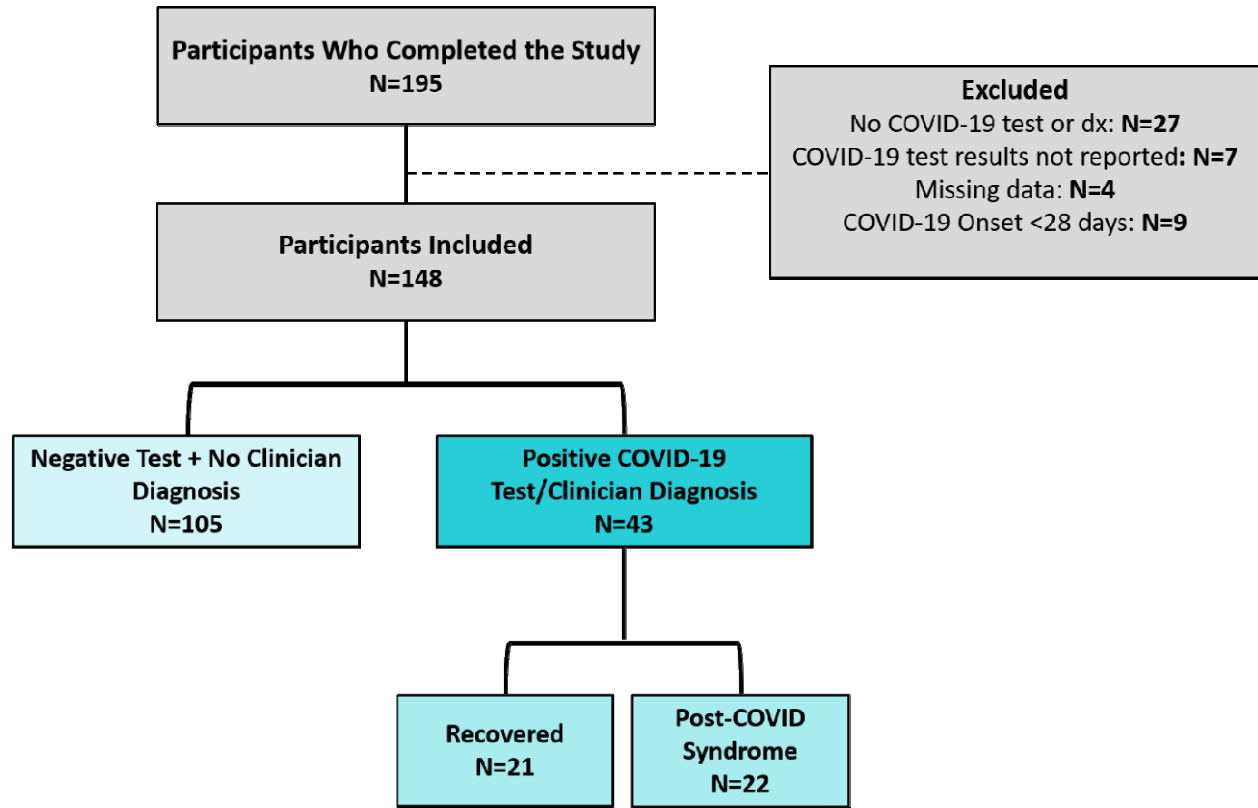 Participants Who Completed the Study
N=195
Excluded
No COVID-19 test or dx: N=27
COVID-19 test results not reported: N=7
Missing data: N=4
COVID-19 Onset <28 days: N=9
Participants Included
N=148
Negative Test + No Clinician
Diagnosis
N=105
Positive COVID-19
Test/Clinician Diagnosis
N=43
Recovered
N=21
Post-COVID
Syndrome
N=22